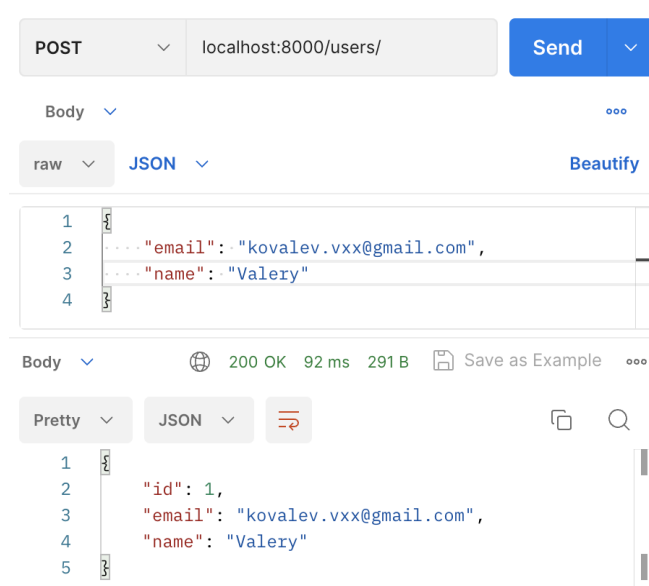 POST localhost:8000/users/ Send
Body
raw JSON Beautify
1 {
2 "email": "kovalev.vxx@gmail.com",
3 "name": "Valery"
4 }
Body 200 OK 92 ms 291 B Save as Example
Pretty JSON
1 {
2 "id": 1,
3 "email": "kovalev.vxx@gmail.com",
4 "name": "Valery"
5 }